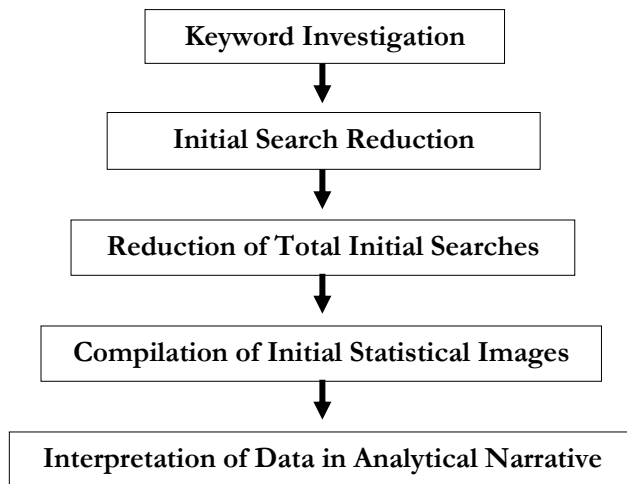 Keyword Investigation
Initial Search Reduction
Reduction of Total Initial Searches
Compilation of Initial Statistical Images
Interpretation of Data in Analytical Narrative